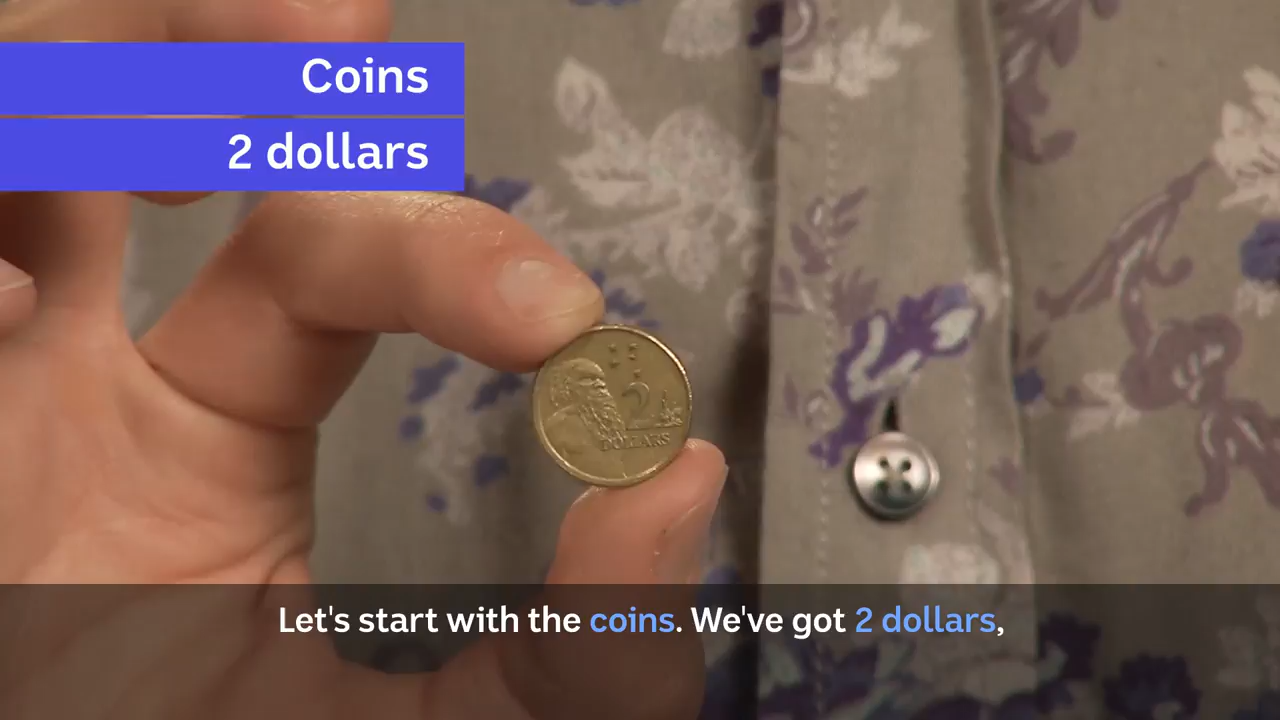 Coins
2 dollars
2
DOLLARS
Let's start with the coins. We've got 2 dollars,